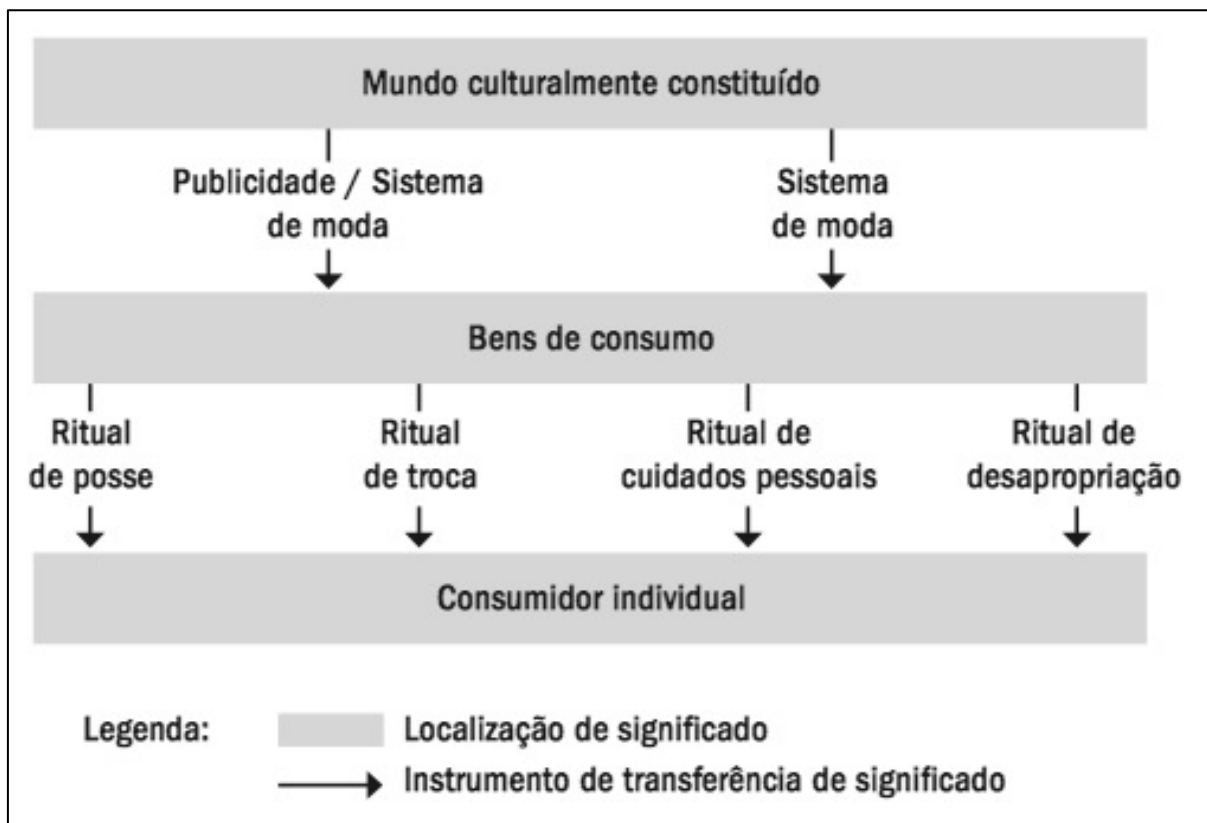 Mundo culturalmente constituído
Publicidade / Sistema
de moda
Sistema
de moda
Bens de consumo
Ritual
de posse
Ritual
de troca
Ritual de
cuidados pessoais
Ritual de
desapropriação
Consumidor individual
Legenda:
Localização de significado
Instrumento de transferência de significado